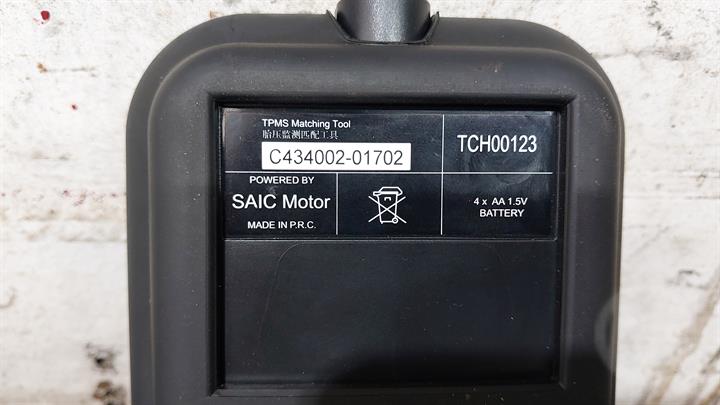 TPMS Matching Tool
胎压监测匹配工具
C434002-01702
TCH00123
POWERED BY
SAIC Motor
MADE IN P.R.C.
4 x AA 1.5V
BATTERY